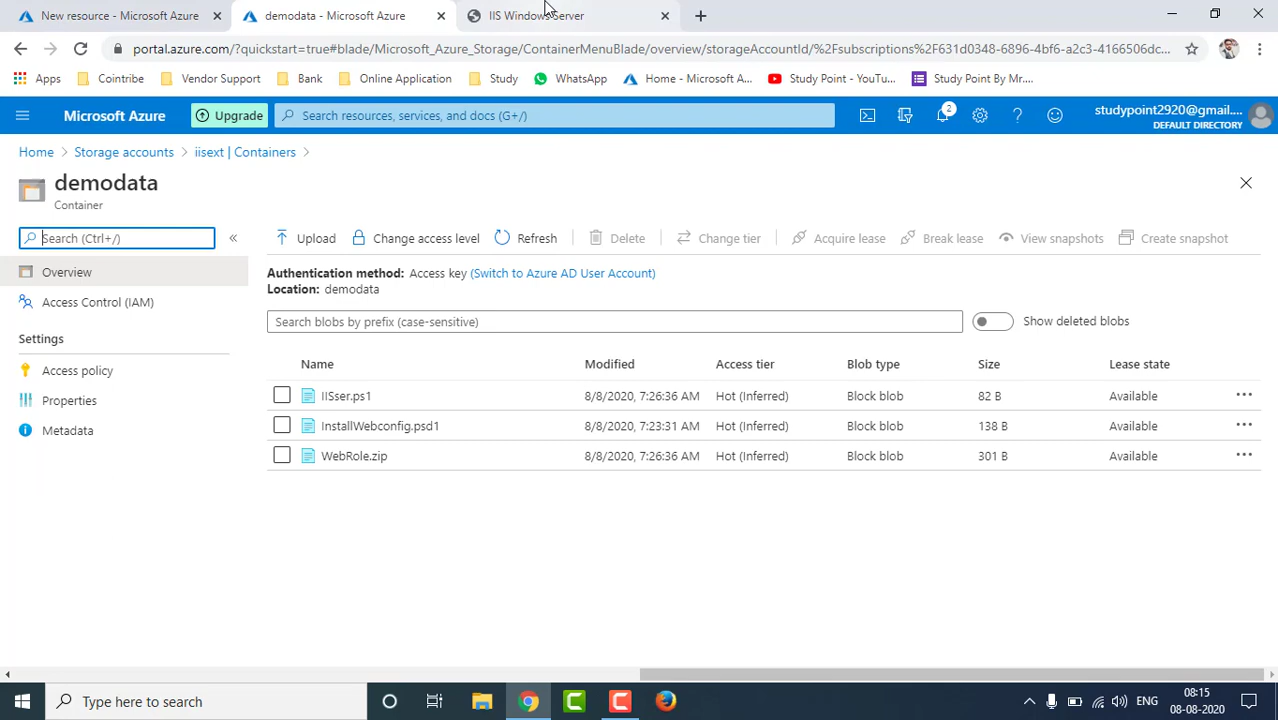 New resource - Microsoft Azure
demodata - Microsoft Azure
IIS Windows Server
portal.azure.com/?quickstart=true#blade/Microsoft_Azure_Storage/ContainerMenuBlade/overview/storageAccountId/%2Fsubscriptions%2F631d0348-6896-4bf6-a2c3-4166506dc...
Apps
Cointribe
Vendor Support
Bank
Online Application
Study
WhatsApp
Home - Microsoft A...
Study Point - YouT...
Study Point By Mr....
Microsoft Azure
Upgrade
Search resources, services, and docs (G+/)
2
studypoint2920@gmail....
DEFAULT DIRECTORY
Home > Storage accounts > iisext | Containers >
demodata
Container
Search (Ctrl+/)
«
Upload
Change access level
Refresh
Delete
Change tier
Acquire lease
Break lease
View snapshots
Create snapshot
Overview
Access Control (IAM)
Settings
Access policy
Properties
Metadata
Authentication method: Access key (Switch to Azure AD User Account)
Location: demodata
Search blobs by prefix (case-sensitive)
Show deleted blobs
Name Modified Access tier Blob type Size Lease state
IISser.ps1 8/8/2020, 7:26:36 AM Hot (Inferred) Block blob 82 B Available
InstallWebconfig.psd1 8/8/2020, 7:23:31 AM Hot (Inferred) Block blob 138 B Available
WebRole.zip 8/8/2020, 7:26:36 AM Hot (Inferred) Block blob 301 B Available
Type here to search
ENG
08:15
08-08-2020